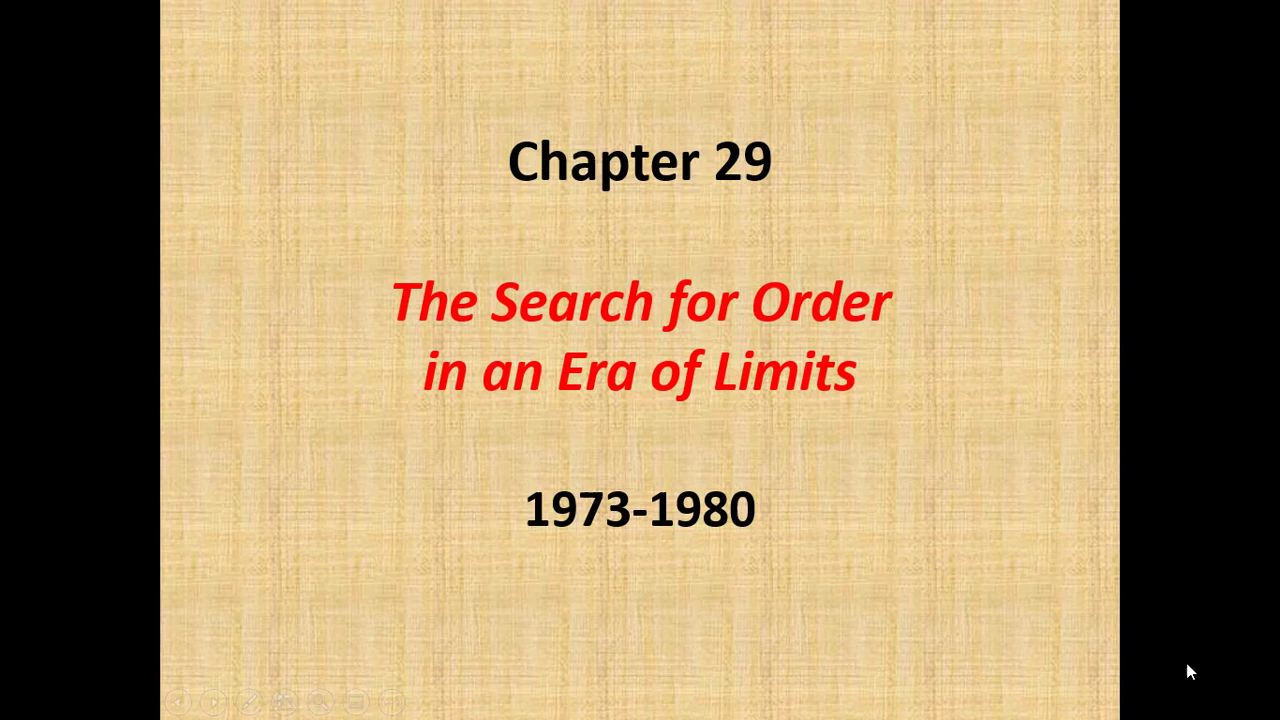 Chapter 29
The Search for Order
in an Era of Limits
1973-1980